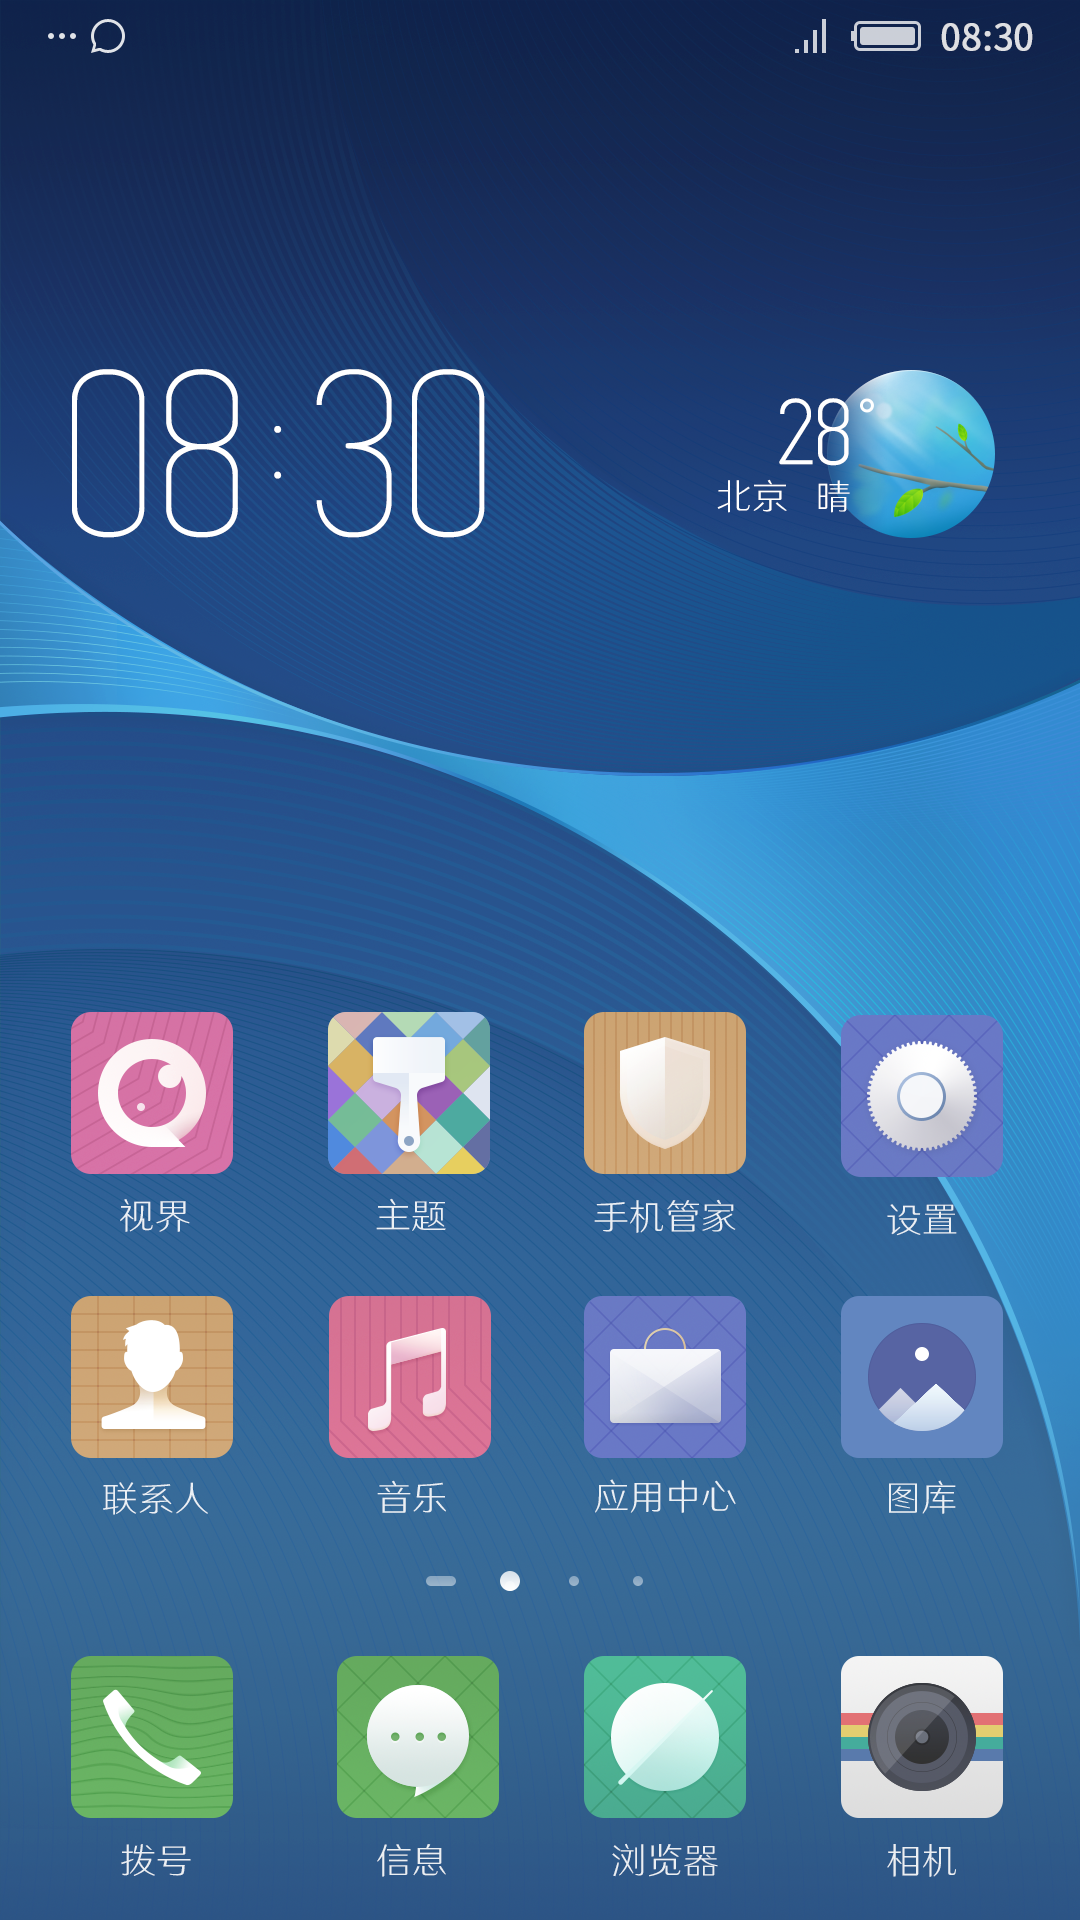 08:30
08:30
28°
北京 晴
视界 主题 手机管家 设置
联系人 音乐 应用中心 图库
拨号 信息 浏览器 相机